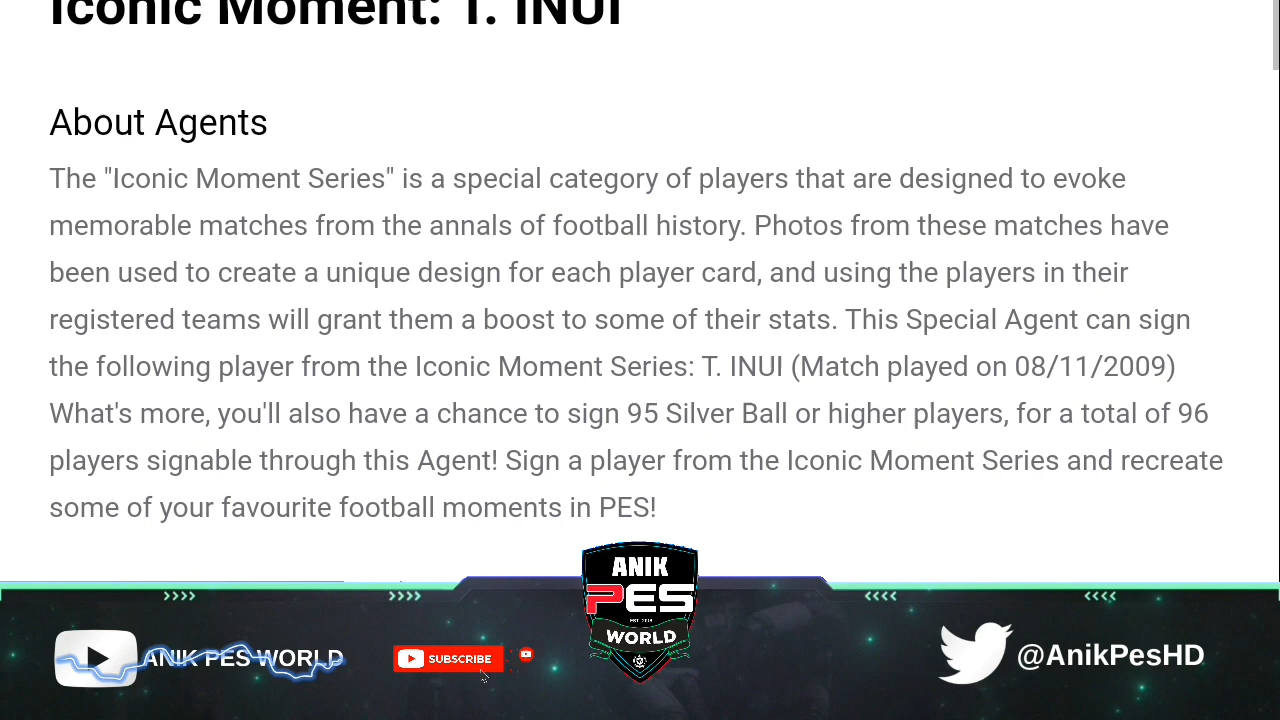 Iconic Moment: T. INUI
About Agents
The "Iconic Moment Series" is a special category of players that are designed to evoke
memorable matches from the annals of football history. Photos from these matches have
been used to create a unique design for each player card, and using the players in their
registered teams will grant them a boost to some of their stats. This Special Agent can sign
the following player from the Iconic Moment Series: T. INUI (Match played on 08/11/2009)
What's more, you'll also have a chance to sign 95 Silver Ball or higher players, for a total of 96
players signable through this Agent! Sign a player from the Iconic Moment Series and recreate
some of your favourite football moments in PES!
ANIK
PES
WORLD
ANIK PES WORLD
SUBSCRIBE
@AnikPesHD